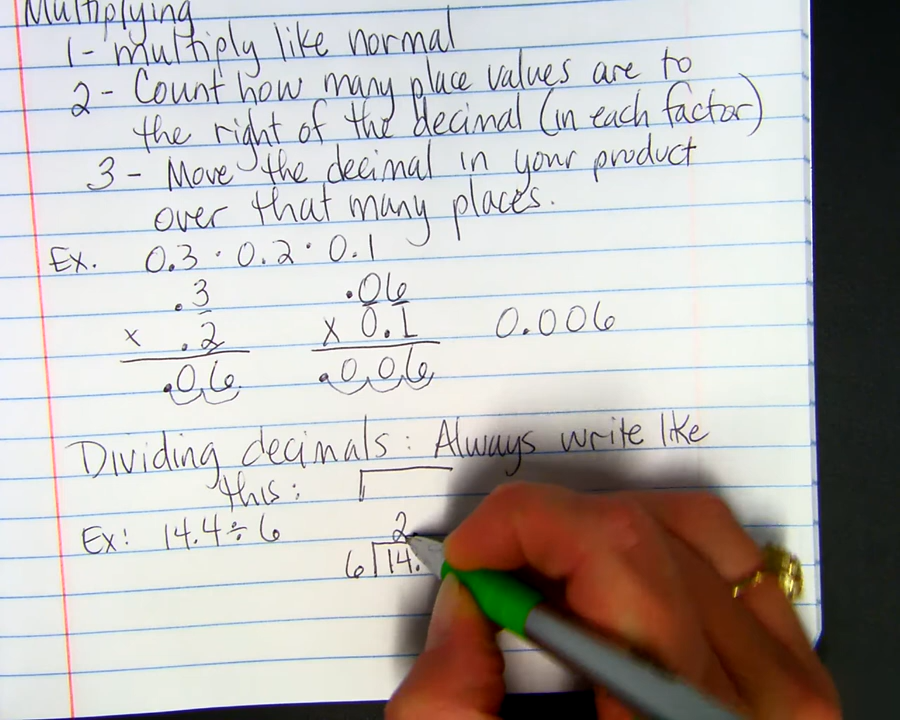 Multiplying
1- multiply like normal
2- Count how many place values are to
the right of the decimal (in each factor)
3- Move the decimal in your product
over that many places.
Ex. 0.3 · 0.2 · 0.1
.3 .06
x .2 x 0.1 0.006
.06 .006
Dividing decimals: Always write like
this:
Ex: 14.4 ÷ 6 2
6 14.